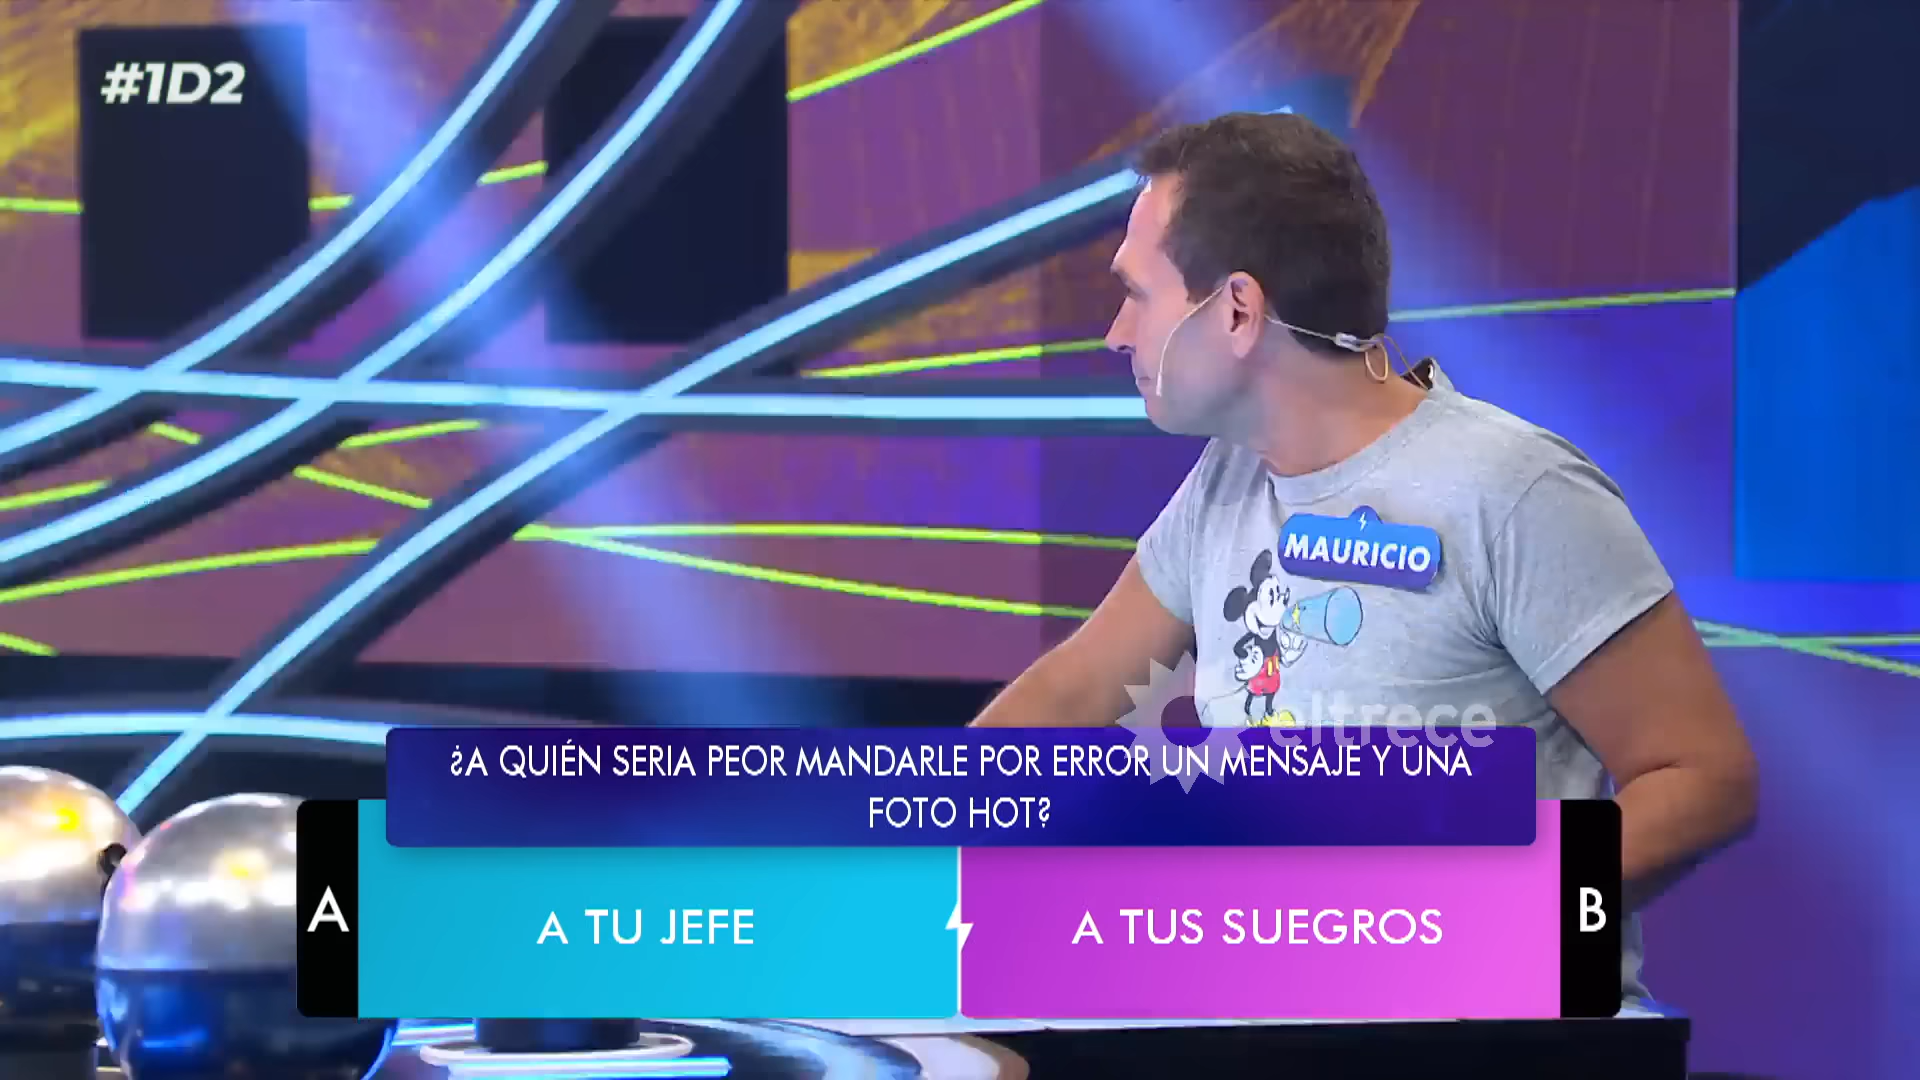 #1D2
MAURICIO
eltrece
¿A QUIÉN SERIA PEOR MANDARLE POR ERROR UN MENSAJE Y UNA
FOTO HOT?
A
A TU JEFE
A TUS SUEGROS
B